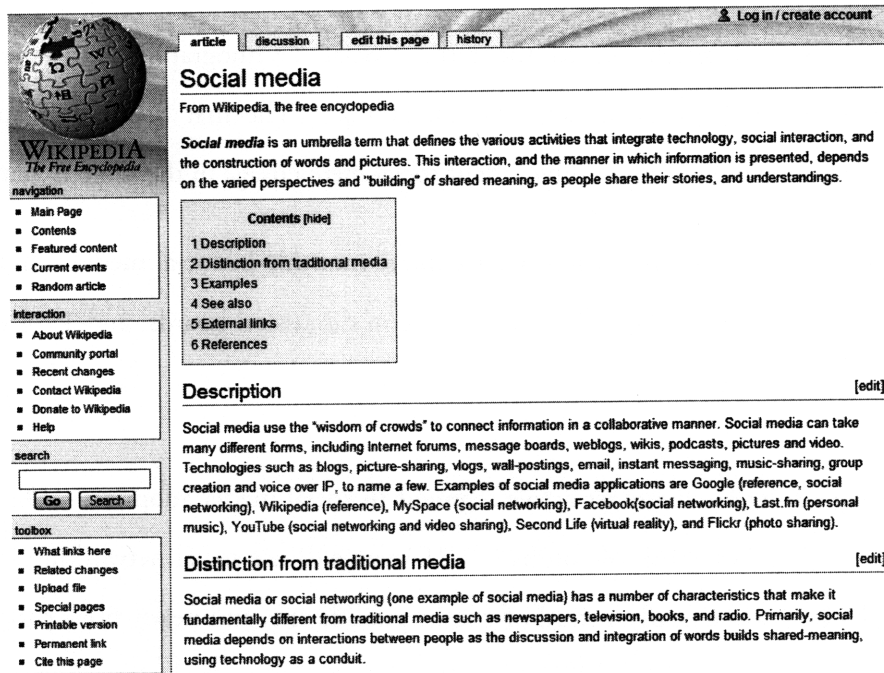 Log in / create account
article
discussion
edit this page
history
Social media
From Wikipedia, the free encyclopedia
Social media is an umbrella term that defines the various activities that integrate technology, social interaction, and
the construction of words and pictures. This interaction, and the manner in which information is presented, depends
on the varied perspectives and "building" of shared meaning, as people share their stories, and understandings.
WIKIPEDIA
The Free Encyclopedia
navigation
Main Page
Contents
Featured content
Current events
Random article
interaction
About Wikipedia
Community portal
Recent changes
Contact Wikipedia
Donate to Wikipedia
Help
search
Go
Search
toolbox
What links here
Related changes
Upload file
Special pages
Printable version
Permanent link
Cite this page
Contents [hide]
1 Description
2 Distinction from traditional media
3 Examples
4 See also
5 External links
6 References
Description [edit]
Social media use the "wisdom of crowds" to connect information in a collaborative manner. Social media can take
many different forms, including Internet forums, message boards, weblogs, wikis, podcasts, pictures and video.
Technologies such as blogs, picture-sharing, vlogs, wall-postings, email, instant messaging, music-sharing, group
creation and voice over IP, to name a few. Examples of social media applications are Google (reference, social
networking), Wikipedia (reference), MySpace (social networking), Facebook(social networking), Last.fm (personal
music), YouTube (social networking and video sharing), Second Life (virtual reality), and Flickr (photo sharing).
Distinction from traditional media [edit]
Social media or social networking (one example of social media) has a number of characteristics that make it
fundamentally different from traditional media such as newspapers, television, books, and radio. Primarily, social
media depends on interactions between people as the discussion and integration of words builds shared-meaning,
using technology as a conduit.